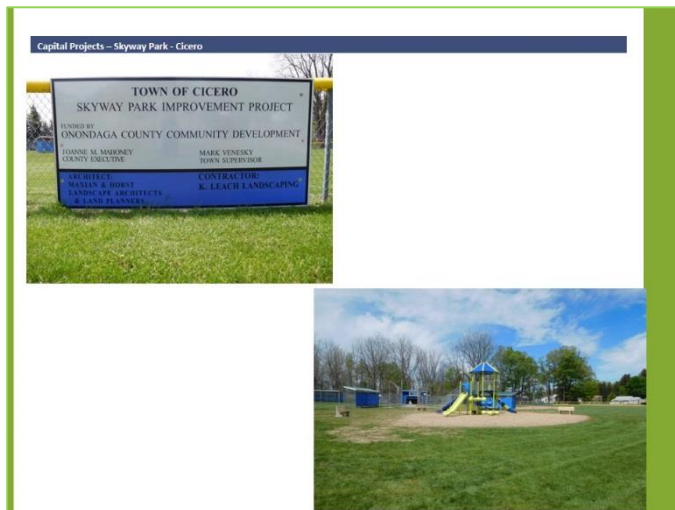 Capital Projects – Skyway Park - Cicero
TOWN OF CICERO
SKYWAY PARK IMPROVEMENT PROJECT
FUNDED BY
ONONDAGA COUNTY COMMUNITY DEVELOPMENT
JOANNE M. MAHONEY
COUNTY EXECUTIVE
MARK VENESKY
TOWN SUPERVISOR
ARCHITECT:
MAXIAN & HORST
LANDSCAPE ARCHITECTS
& LAND PLANNERS
CONTRACTOR:
K. LEACH LANDSCAPING